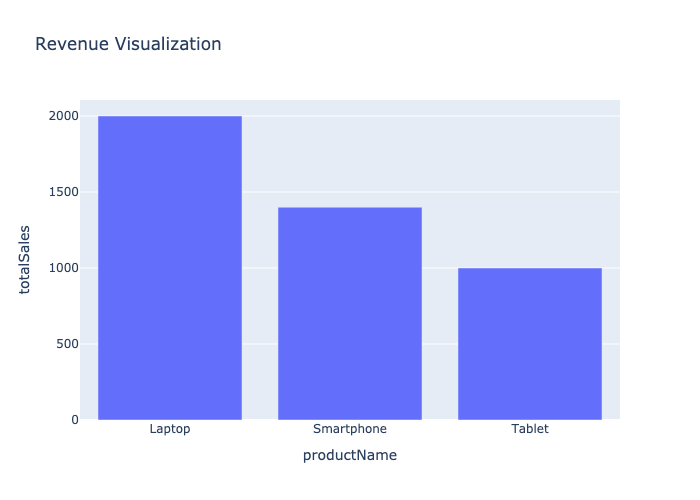 Revenue Visualization
2000
1500
1000
500
0
totalSales
Laptop Smartphone Tablet
productName